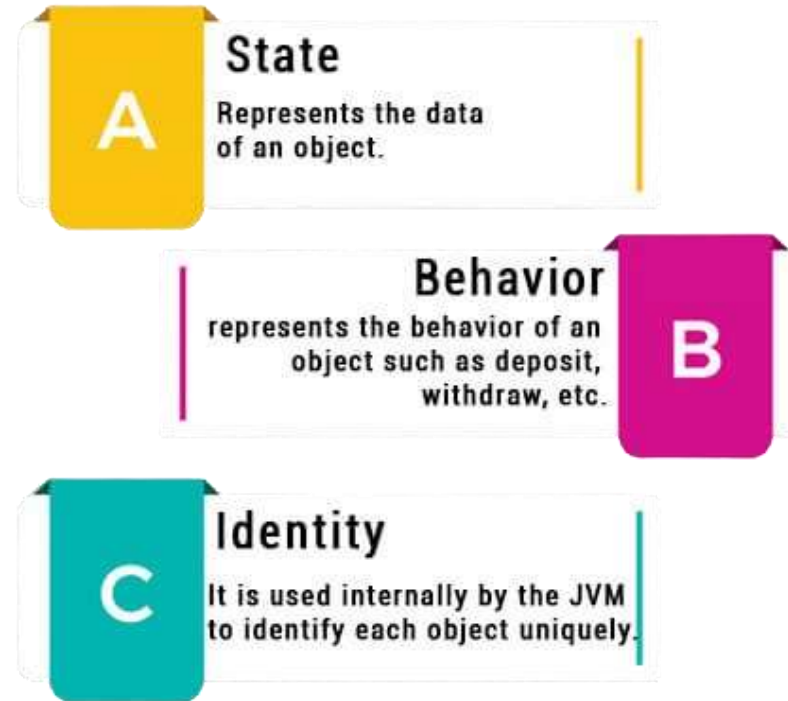 A
State
Represents the data
of an object.
Behavior
represents the behavior of an
object such as deposit,
withdraw, etc.
B
C
Identity
It is used internally by the JVM
to identify each object uniquely.